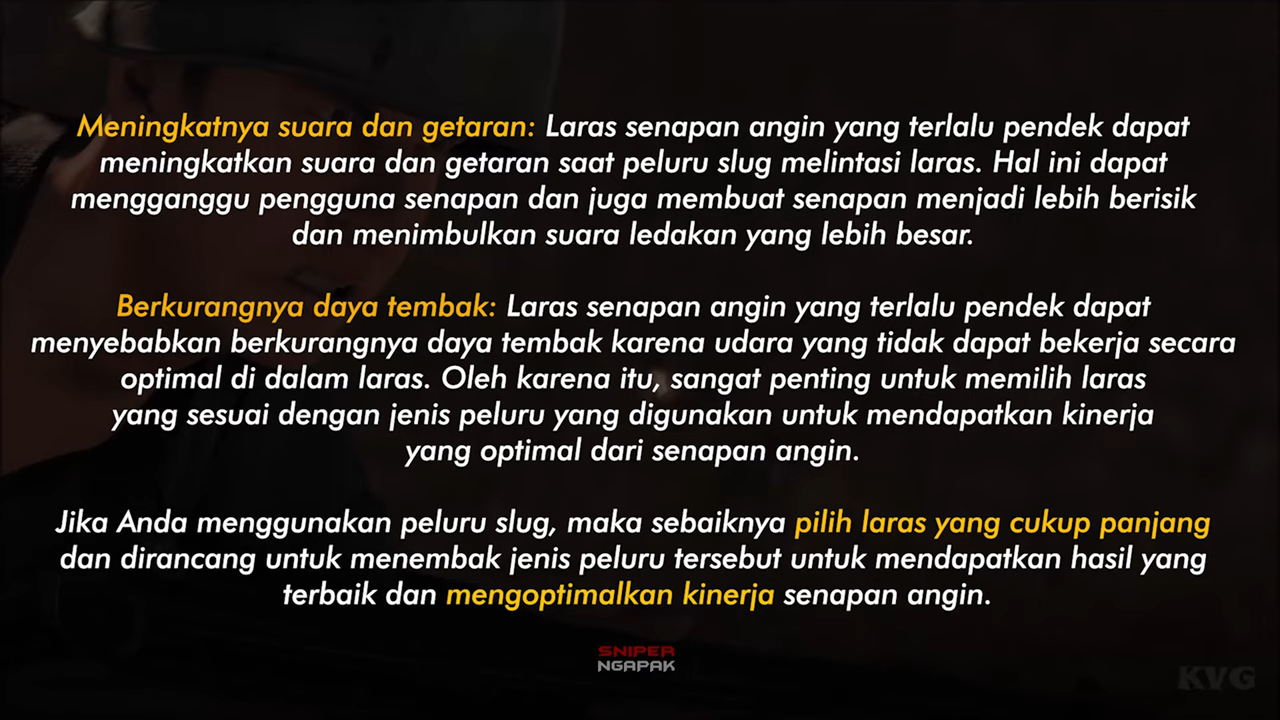 Meningkatnya suara dan getaran: Laras senapan angin yang terlalu pendek dapat
meningkatkan suara dan getaran saat peluru slug melintasi laras. Hal ini dapat
mengganggu pengguna senapan dan juga membuat senapan menjadi lebih berisik
dan menimbulkan suara ledakan yang lebih besar.
Berkurangnya daya tembak: Laras senapan angin yang terlalu pendek dapat
menyebabkan berkurangnya daya tembak karena udara yang tidak dapat bekerja secara
optimal di dalam laras. Oleh karena itu, sangat penting untuk memilih laras
yang sesuai dengan jenis peluru yang digunakan untuk mendapatkan kinerja
yang optimal dari senapan angin.
Jika Anda menggunakan peluru slug, maka sebaiknya pilih laras yang cukup panjang
dan dirancang untuk menembak jenis peluru tersebut untuk mendapatkan hasil yang
terbaik dan mengoptimalkan kinerja senapan angin.
SNIPER
NGAPAK
KVG